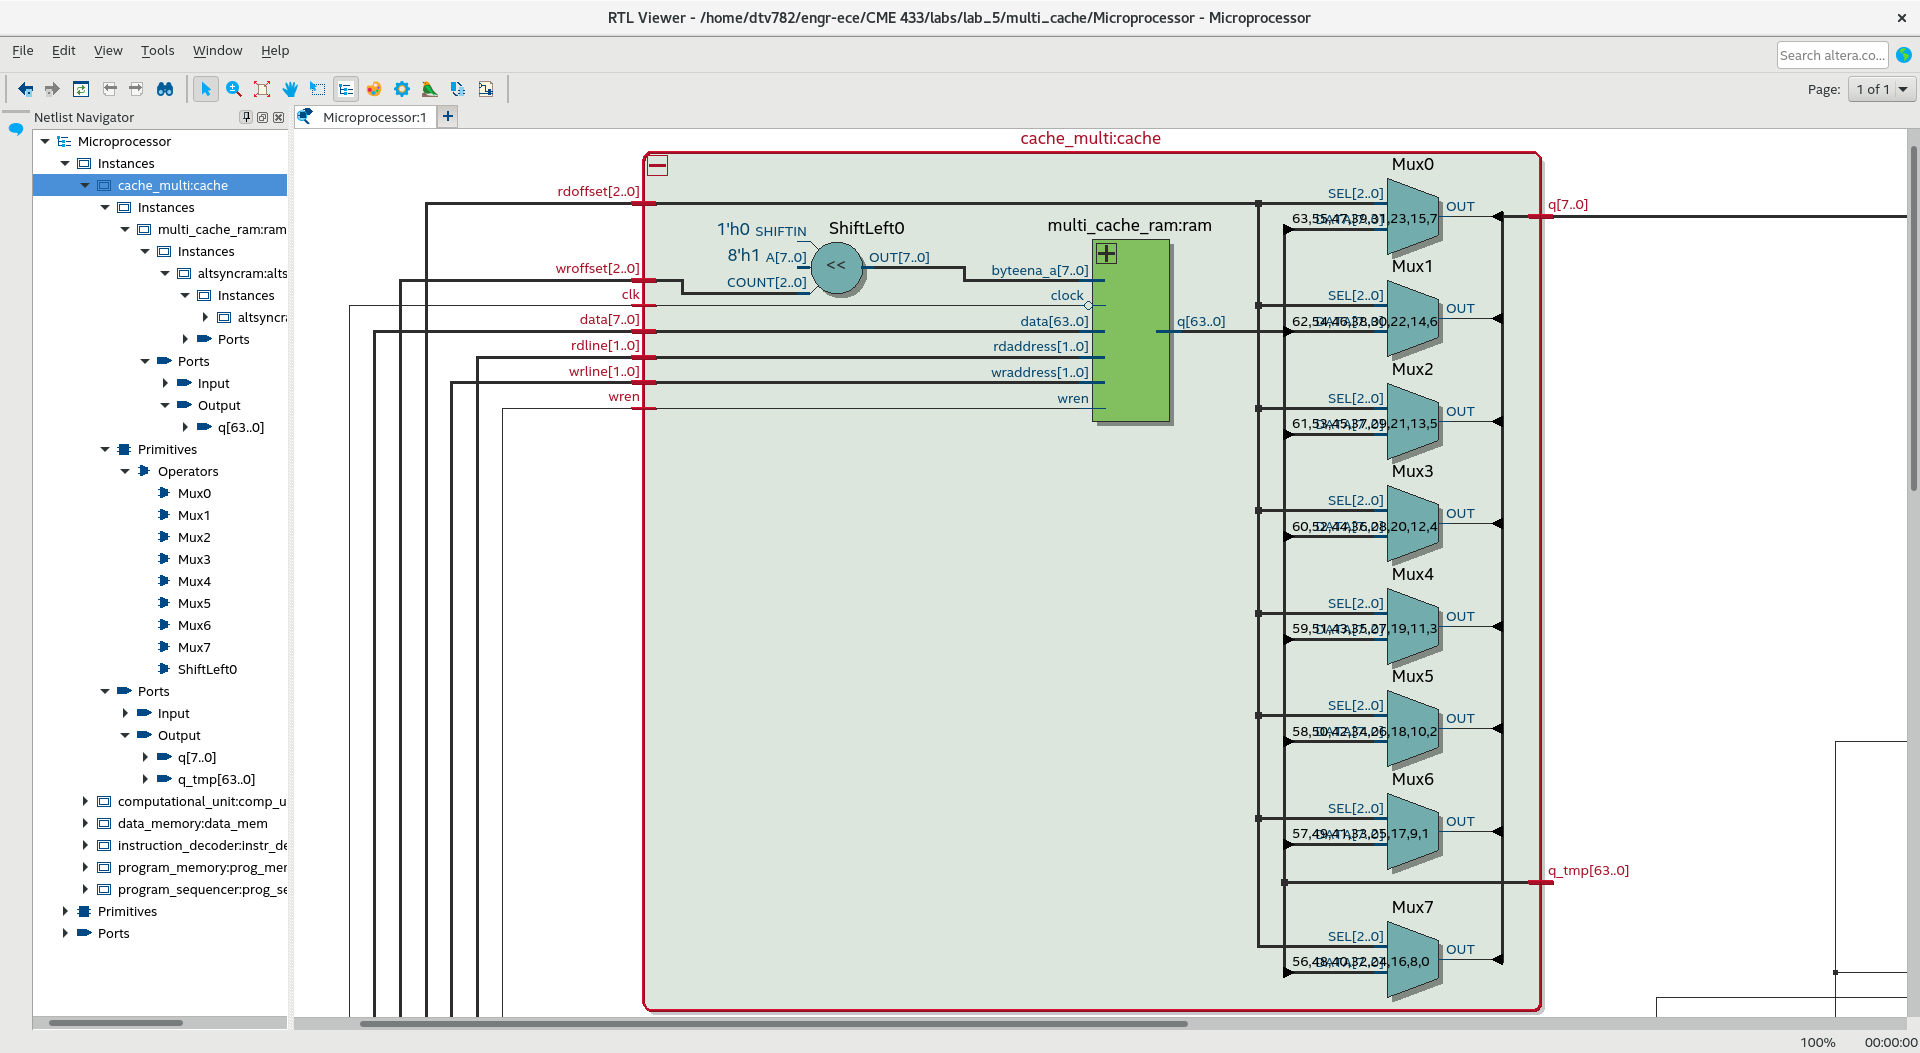 RTL Viewer - /home/dtv782/engr-ece/CME 433/labs/lab_5/multi_cache/Microprocessor - Microprocessor
File Edit View Tools Window Help
Search altera.co...
Page: 1 of 1
Netlist Navigator
Microprocessor:1
Microprocessor
Instances
cache_multi:cache
Instances
multi_cache_ram:ram
Instances
altsyncram:alts
Instances
altsyncr
Ports
Ports
Input
Output
q[63..0]
Primitives
Operators
Mux0
Mux1
Mux2
Mux3
Mux4
Mux5
Mux6
Mux7
ShiftLeft0
Ports
Input
Output
q[7..0]
q_tmp[63..0]
computational_unit:comp_u
data_memory:data_mem
instruction_decoder:instr_de
program_memory:prog_mer
program_sequencer:prog_se
Primitives
Ports
cache_multi:cache
rdoffset[2..0]
wroffset[2..0]
clk
data[7..0]
rdline[1..0]
wrline[1..0]
wren
ShiftLeft0
1'h0 SHIFTIN
8'h1 A[7..0]
COUNT[2..0]
<<
OUT[7..0]
multi_cache_ram:ram
byteena_a[7..0]
clock
data[63..0]
rdaddress[1..0]
wraddress[1..0]
wren
q[63..0]
Mux0
SEL[2..0]
OUT
63,55,47,39,31,23,15,7
Mux1
SEL[2..0]
OUT
62,54,46,38,30,22,14,6
Mux2
SEL[2..0]
OUT
61,53,45,37,29,21,13,5
Mux3
SEL[2..0]
OUT
60,52,44,36,28,20,12,4
Mux4
SEL[2..0]
OUT
59,51,43,35,27,19,11,3
Mux5
SEL[2..0]
OUT
58,50,42,34,26,18,10,2
Mux6
SEL[2..0]
OUT
57,49,41,33,25,17,9,1
Mux7
SEL[2..0]
OUT
56,48,40,32,24,16,8,0
q[7..0]
q_tmp[63..0]
100% 00:00:00